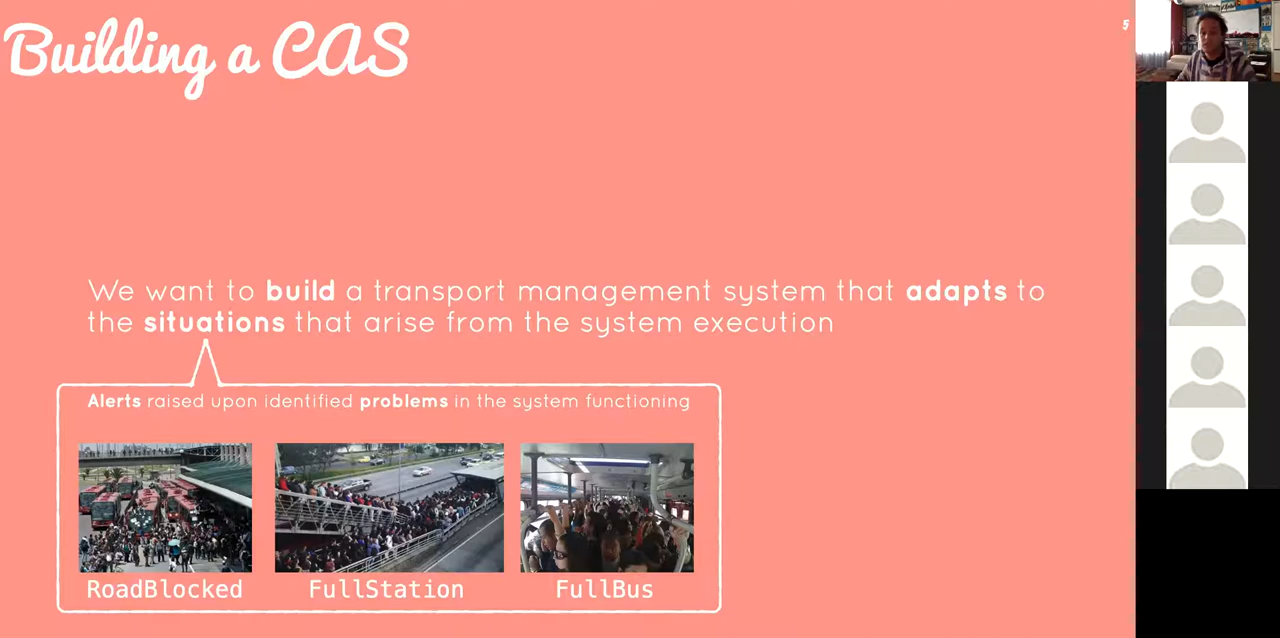 Building a CAS
5
We want to build a transport management system that adapts to
the situations that arise from the system execution
Alerts raised upon identified problems in the system functioning
RoadBlocked
FullStation
FullBus